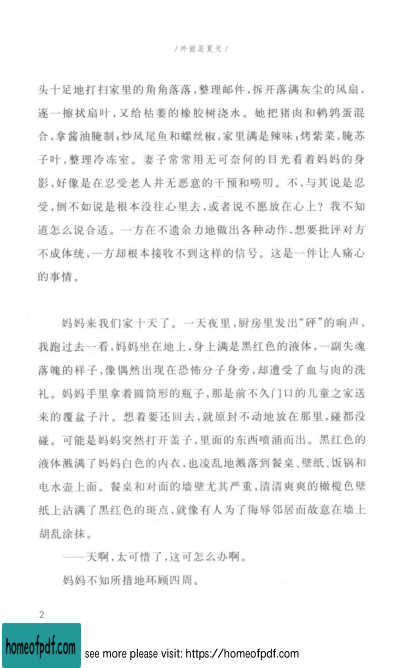 /外面是夏天/
头十足地打扫家里的角角落落,整理邮件,拆开落满灰尘的风扇,
逐一擦拭扇叶,又给枯萎的橡胶树浇水。她把猪肉和鹌鹑蛋混
合,拿酱油腌制;炒凤尾鱼和螺丝椒,家里满是辣味;烤紫菜,腌苏
子叶,整理冷冻室。妻子常常用无可奈何的目光看着妈妈的身
影,好像是在忍受老人并无恶意的干预和唠叨。不,与其说是忍
受,倒不如说是根本没往心里去,或者说不愿放在心上?我不知
道怎么说合适。一方在不遗余力地做出各种动作,想要批评对方
不成体统,一方却根本接收不到这样的信号。这是一件让人痛心
的事情。
妈妈来我们家十天了。一天夜里,厨房里发出“砰”的响声,
我跑过去一看,妈妈坐在地上,身上满是黑红色的液体,一副失魂
落魄的样子,像偶然出现在恐怖分子身旁,却遭受了血与肉的洗
礼。妈妈手里拿着圆筒形的瓶子,那是前不久门口的儿童之家送
来的覆盆子汁。想着要还回去,就原封不动地放在那里,碰都没
碰。可能是妈妈突然打开盖子,里面的东西喷涌而出。黑红色的
液体溅满了妈妈白色的内衣,也凌乱地溅落到餐桌、壁纸、饭锅和
电水壶上面。餐桌和对面的墙壁尤其严重,清清爽爽的橄榄色壁
纸上沾满了黑红色的斑点,就像有人为了侮辱邻居而故意在墙上
胡乱涂抹。
——天啊,太可惜了,这可怎么办啊。
妈妈不知所措地环顾四周。
2
homeofpdf.com
see more please visit: https://homeofpdf.com